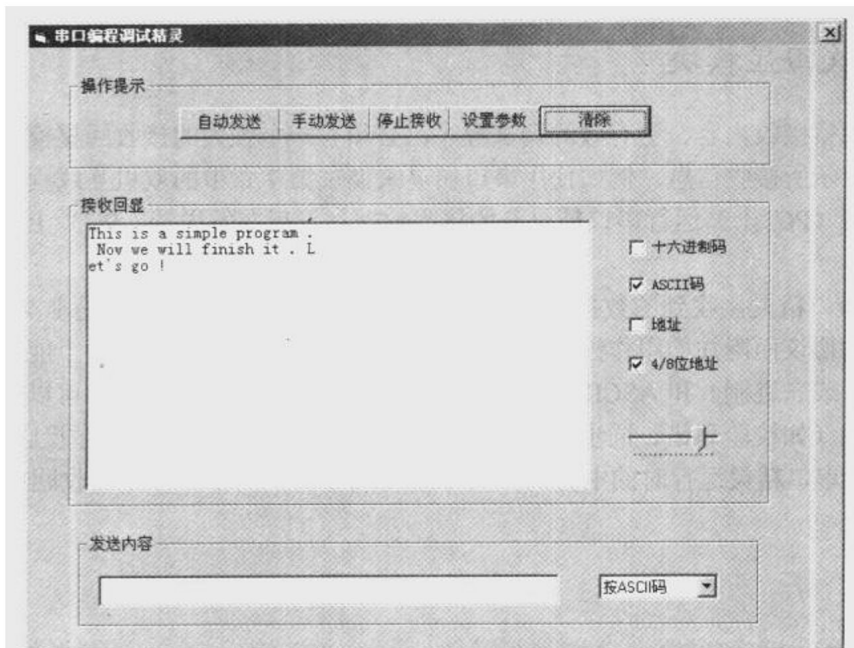 串口编程调试精灵
操作提示
自动发送 手动发送 停止接收 设置参数 清除
接收回显
This is a simple program .
Now we will finish it . L
et's go !
十六进制码
ASCII码
地址
4/8位地址
发送内容
按ASCII码